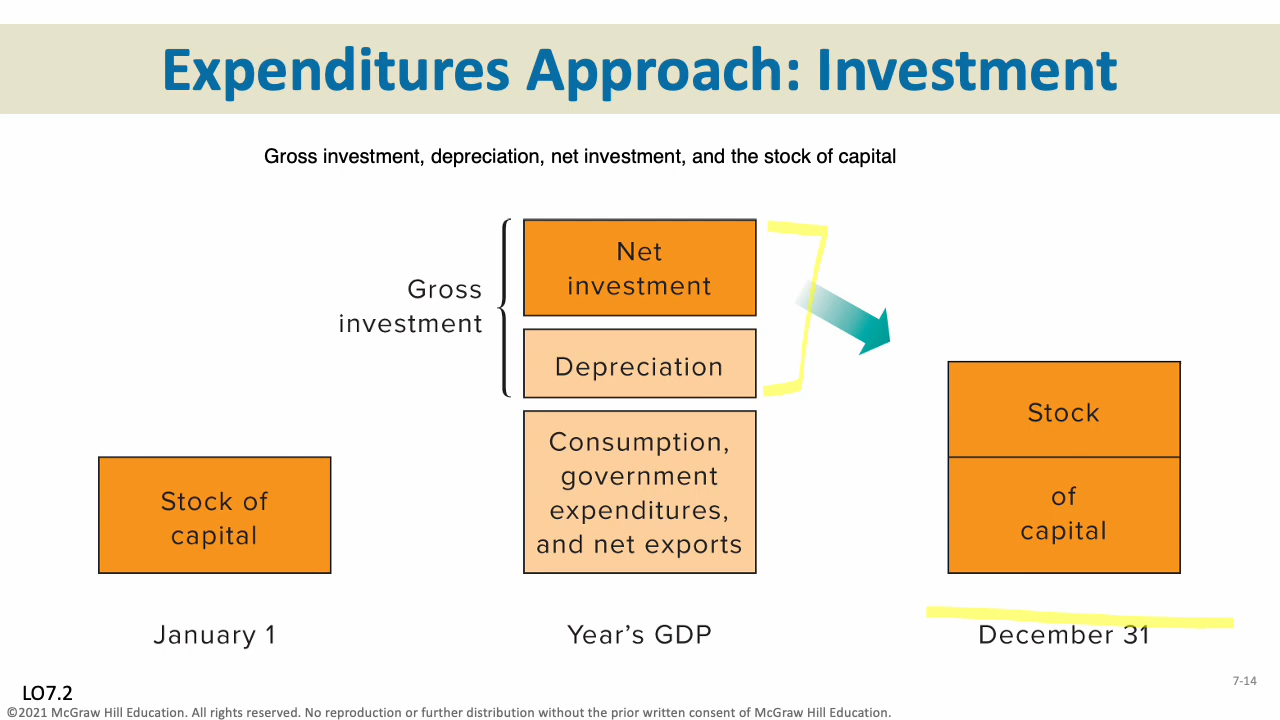 Expenditures Approach: Investment
Gross investment, depreciation, net investment, and the stock of capital
Gross
investment
Net
investment
Depreciation
Consumption,
government
expenditures,
and net exports
Stock of
capital
Stock
of
capital
January 1
Year’s GDP
December 31
7-14
LO7.2
©2021 McGraw Hill Education. All rights reserved. No reproduction or further distribution without the prior written consent of McGraw Hill Education.